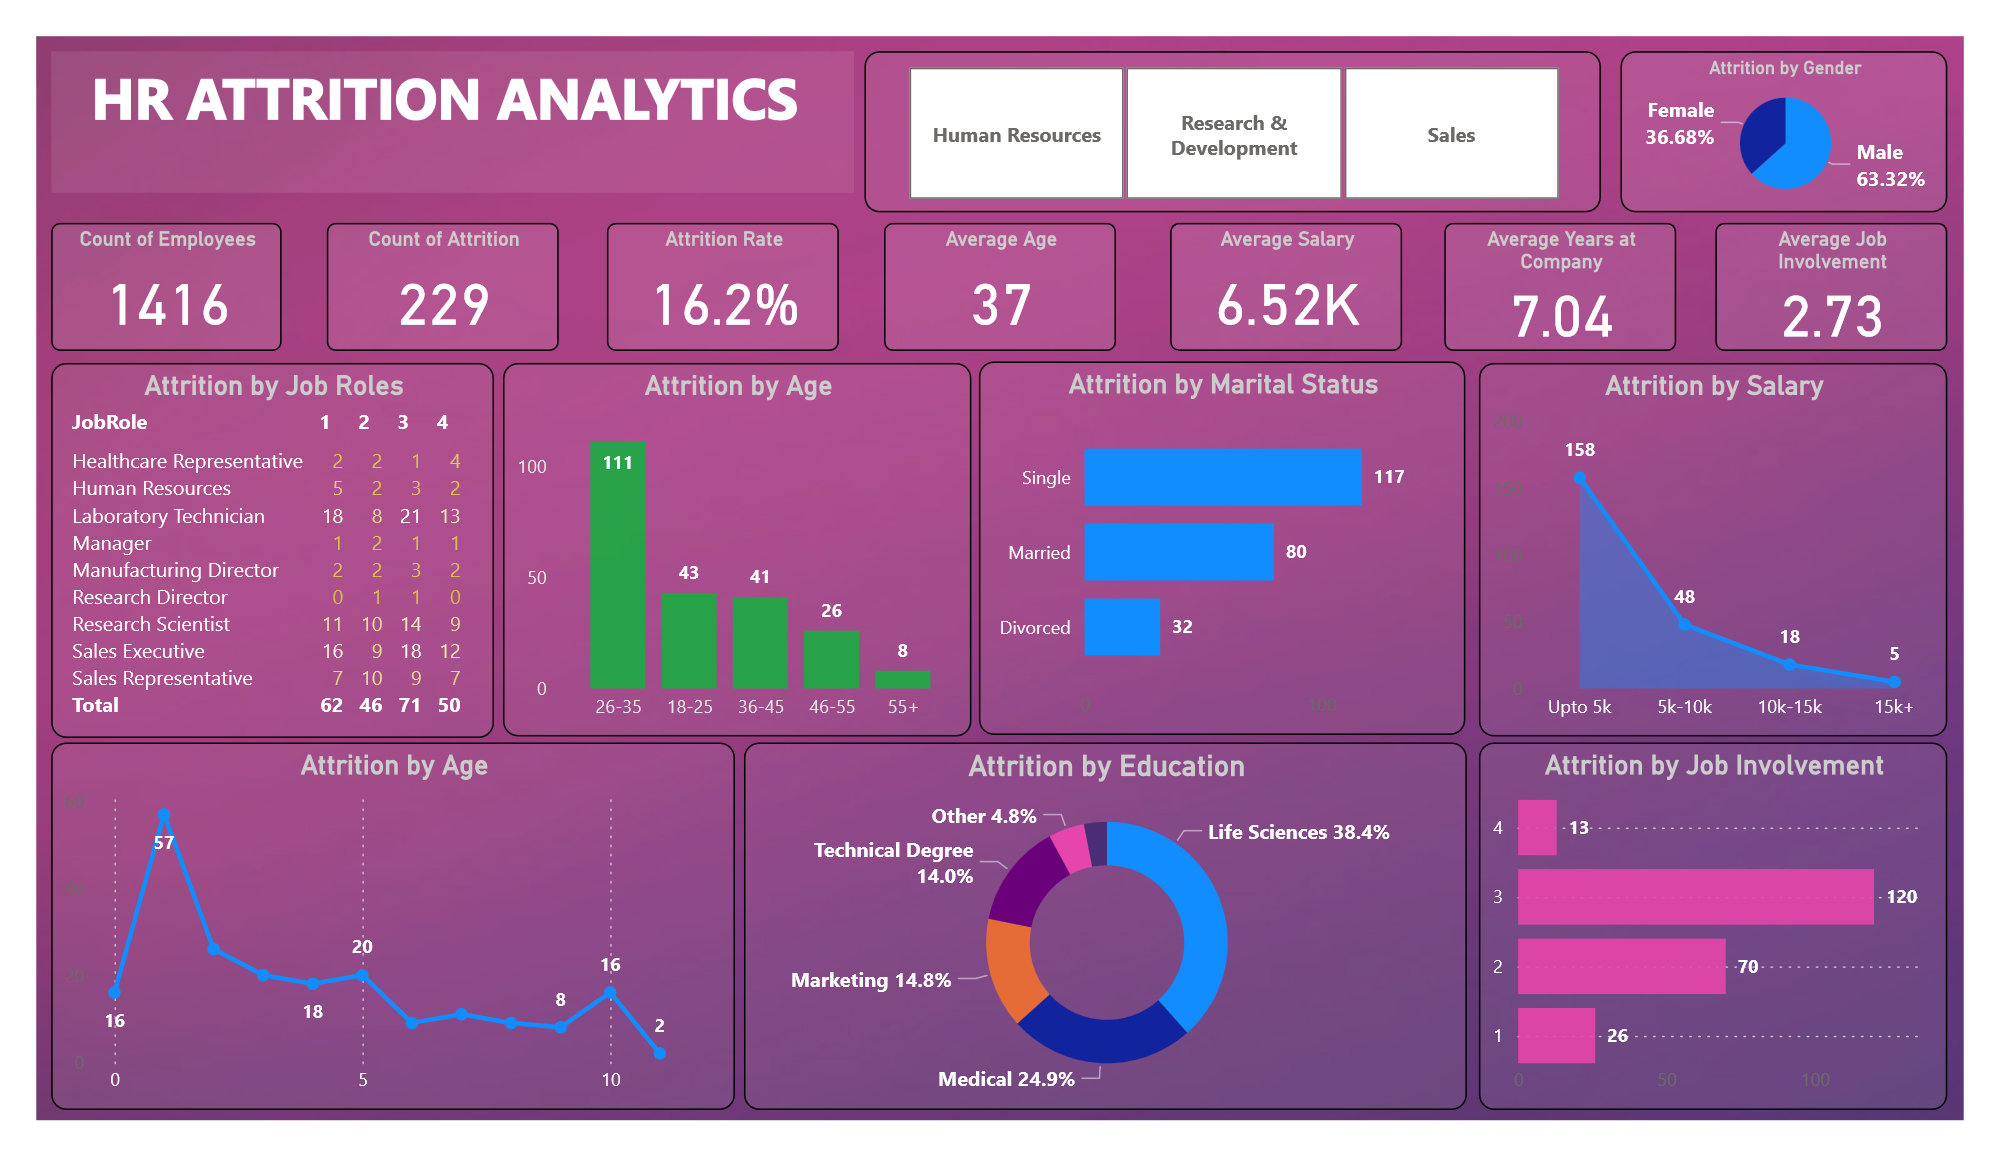 HR ATTRITION ANALYTICS
Human Resources
Research &
Development
Sales
Attrition by Gender
Female
36.68%
Male
63.32%
Count of Employees
1416
Count of Attrition
229
Attrition Rate
16.2%
Average Age
37
Average Salary
6.52K
Average Years at
Company
7.04
Average Job
Involvement
2.73
Attrition by Job Roles
JobRole 1 2 3 4
Healthcare Representative 2 2 1 4
Human Resources 5 2 3 2
Laboratory Technician 18 8 21 13
Manager 1 2 1 1
Manufacturing Director 2 2 3 2
Research Director 0 1 1 0
Research Scientist 11 10 14 9
Sales Executive 16 9 18 12
Sales Representative 7 10 9 7
Total 62 46 71 50
Attrition by Age
100
50
0
111
43
41
26
8
26-35 18-25 36-45 46-55 55+
Attrition by Marital Status
Single 117
Married 80
Divorced 32
0 100
Attrition by Salary
200
150
100
50
0
158
48
18
5
Upto 5k 5k-10k 10k-15k 15k+
Attrition by Age
60
40
20
0
16
57
18
20
8
16
2
0 5 10
Attrition by Education
Other 4.8%
Life Sciences 38.4%
Technical Degree
14.0%
Marketing 14.8%
Medical 24.9%
Attrition by Job Involvement
4 13
3 120
2 70
1 26
0 50 100